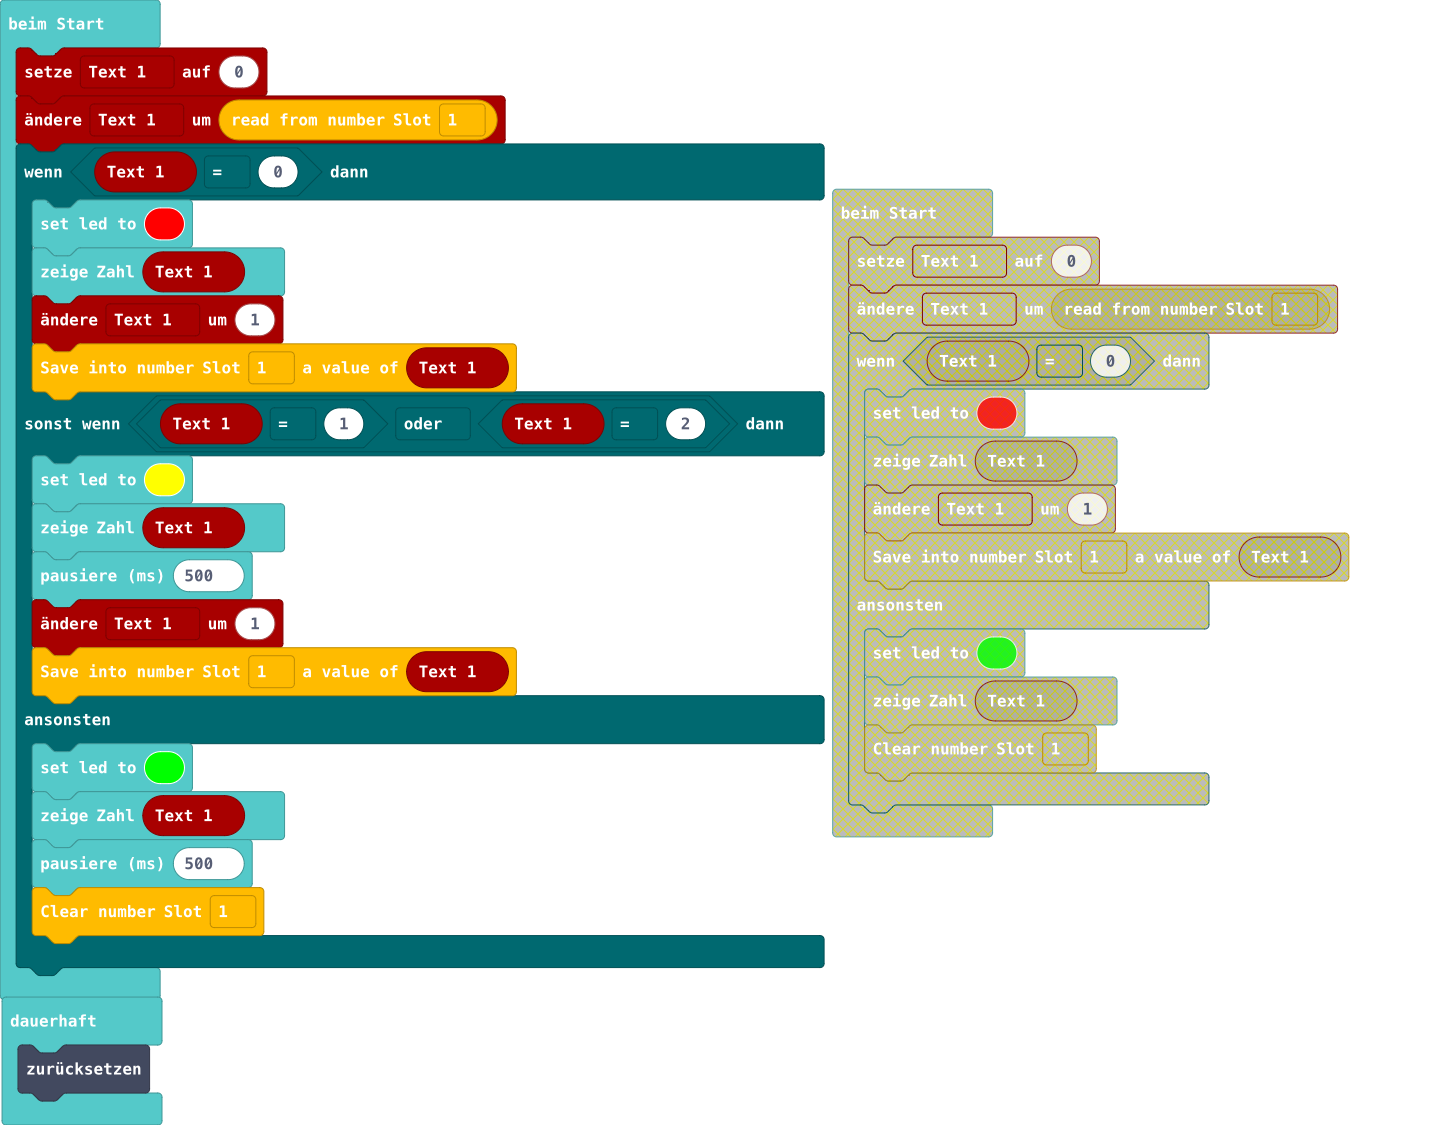 beim Start
setze Text 1 auf 0
ändere Text 1 um read from number Slot 1
wenn Text 1 = 0 dann
set led to
zeige Zahl Text 1
ändere Text 1 um 1
Save into number Slot 1 a value of Text 1
sonst wenn Text 1 = 1 oder Text 1 = 2 dann
set led to
zeige Zahl Text 1
pausiere (ms) 500
ändere Text 1 um 1
Save into number Slot 1 a value of Text 1
ansonsten
set led to
zeige Zahl Text 1
pausiere (ms) 500
Clear number Slot 1
dauerhaft
zurücksetzen
beim Start
setze Text 1 auf 0
ändere Text 1 um read from number Slot 1
wenn Text 1 = 0 dann
set led to
zeige Zahl Text 1
ändere Text 1 um 1
Save into number Slot 1 a value of Text 1
ansonsten
set led to
zeige Zahl Text 1
Clear number Slot 1